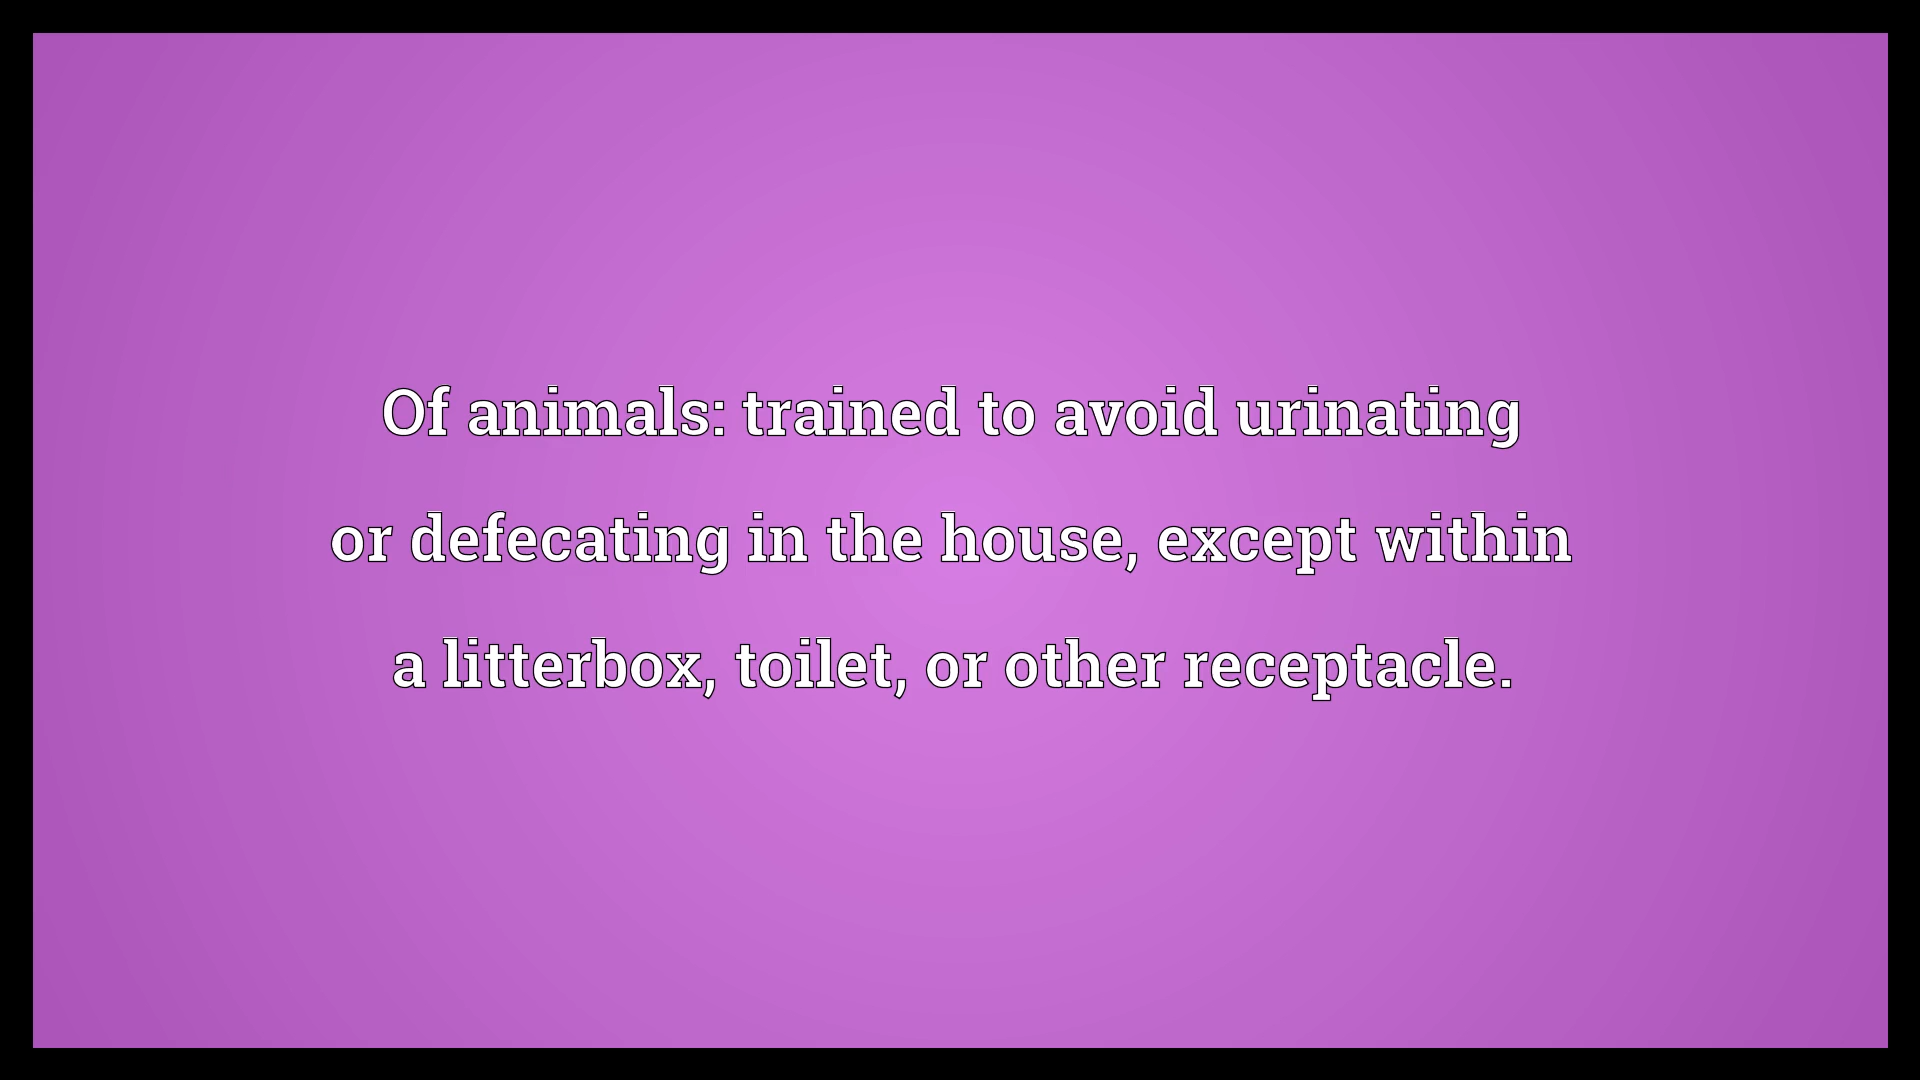 Of animals: trained to avoid urinating
or defecating in the house, except within
a litterbox, toilet, or other receptacle.